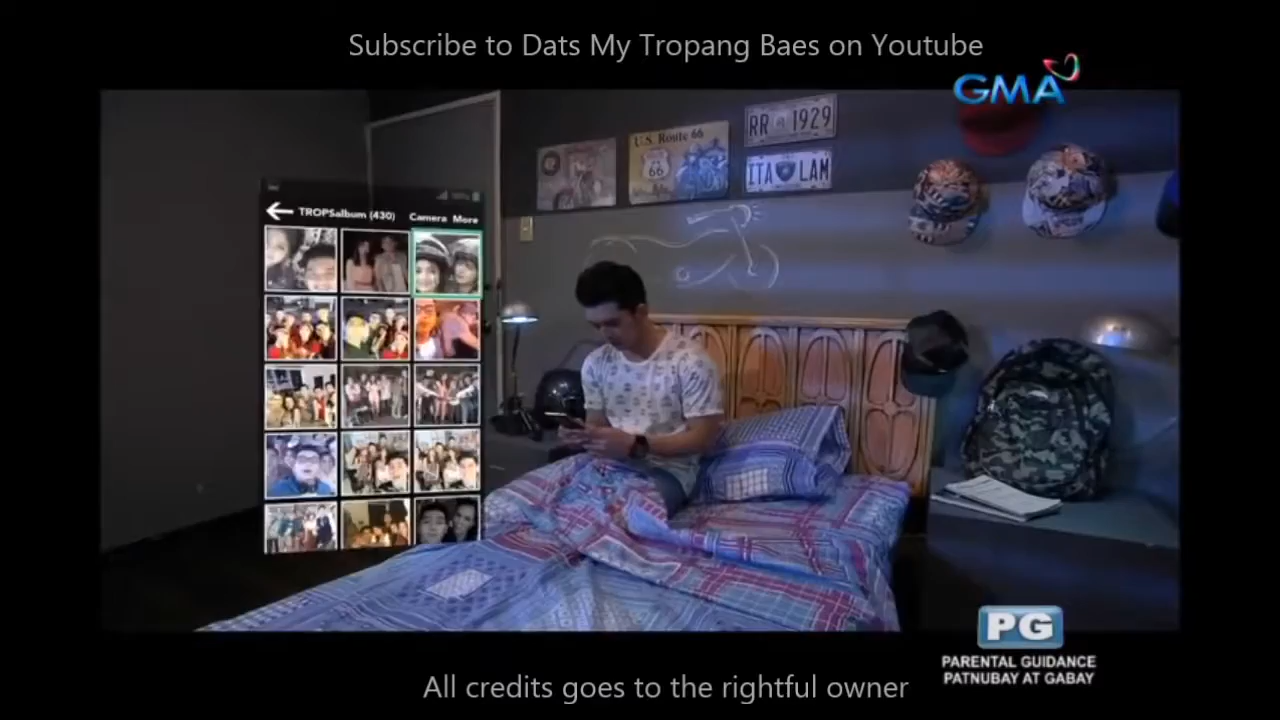 Subscribe to Dats My Tropang Baes on Youtube
GMA
RR 1929
U.S. Route 66
66
ITA LAM
TROPSalbum (430) Camera More
PG
PARENTAL GUIDANCE
PATNUBAY AT GABAY
All credits goes to the rightful owner